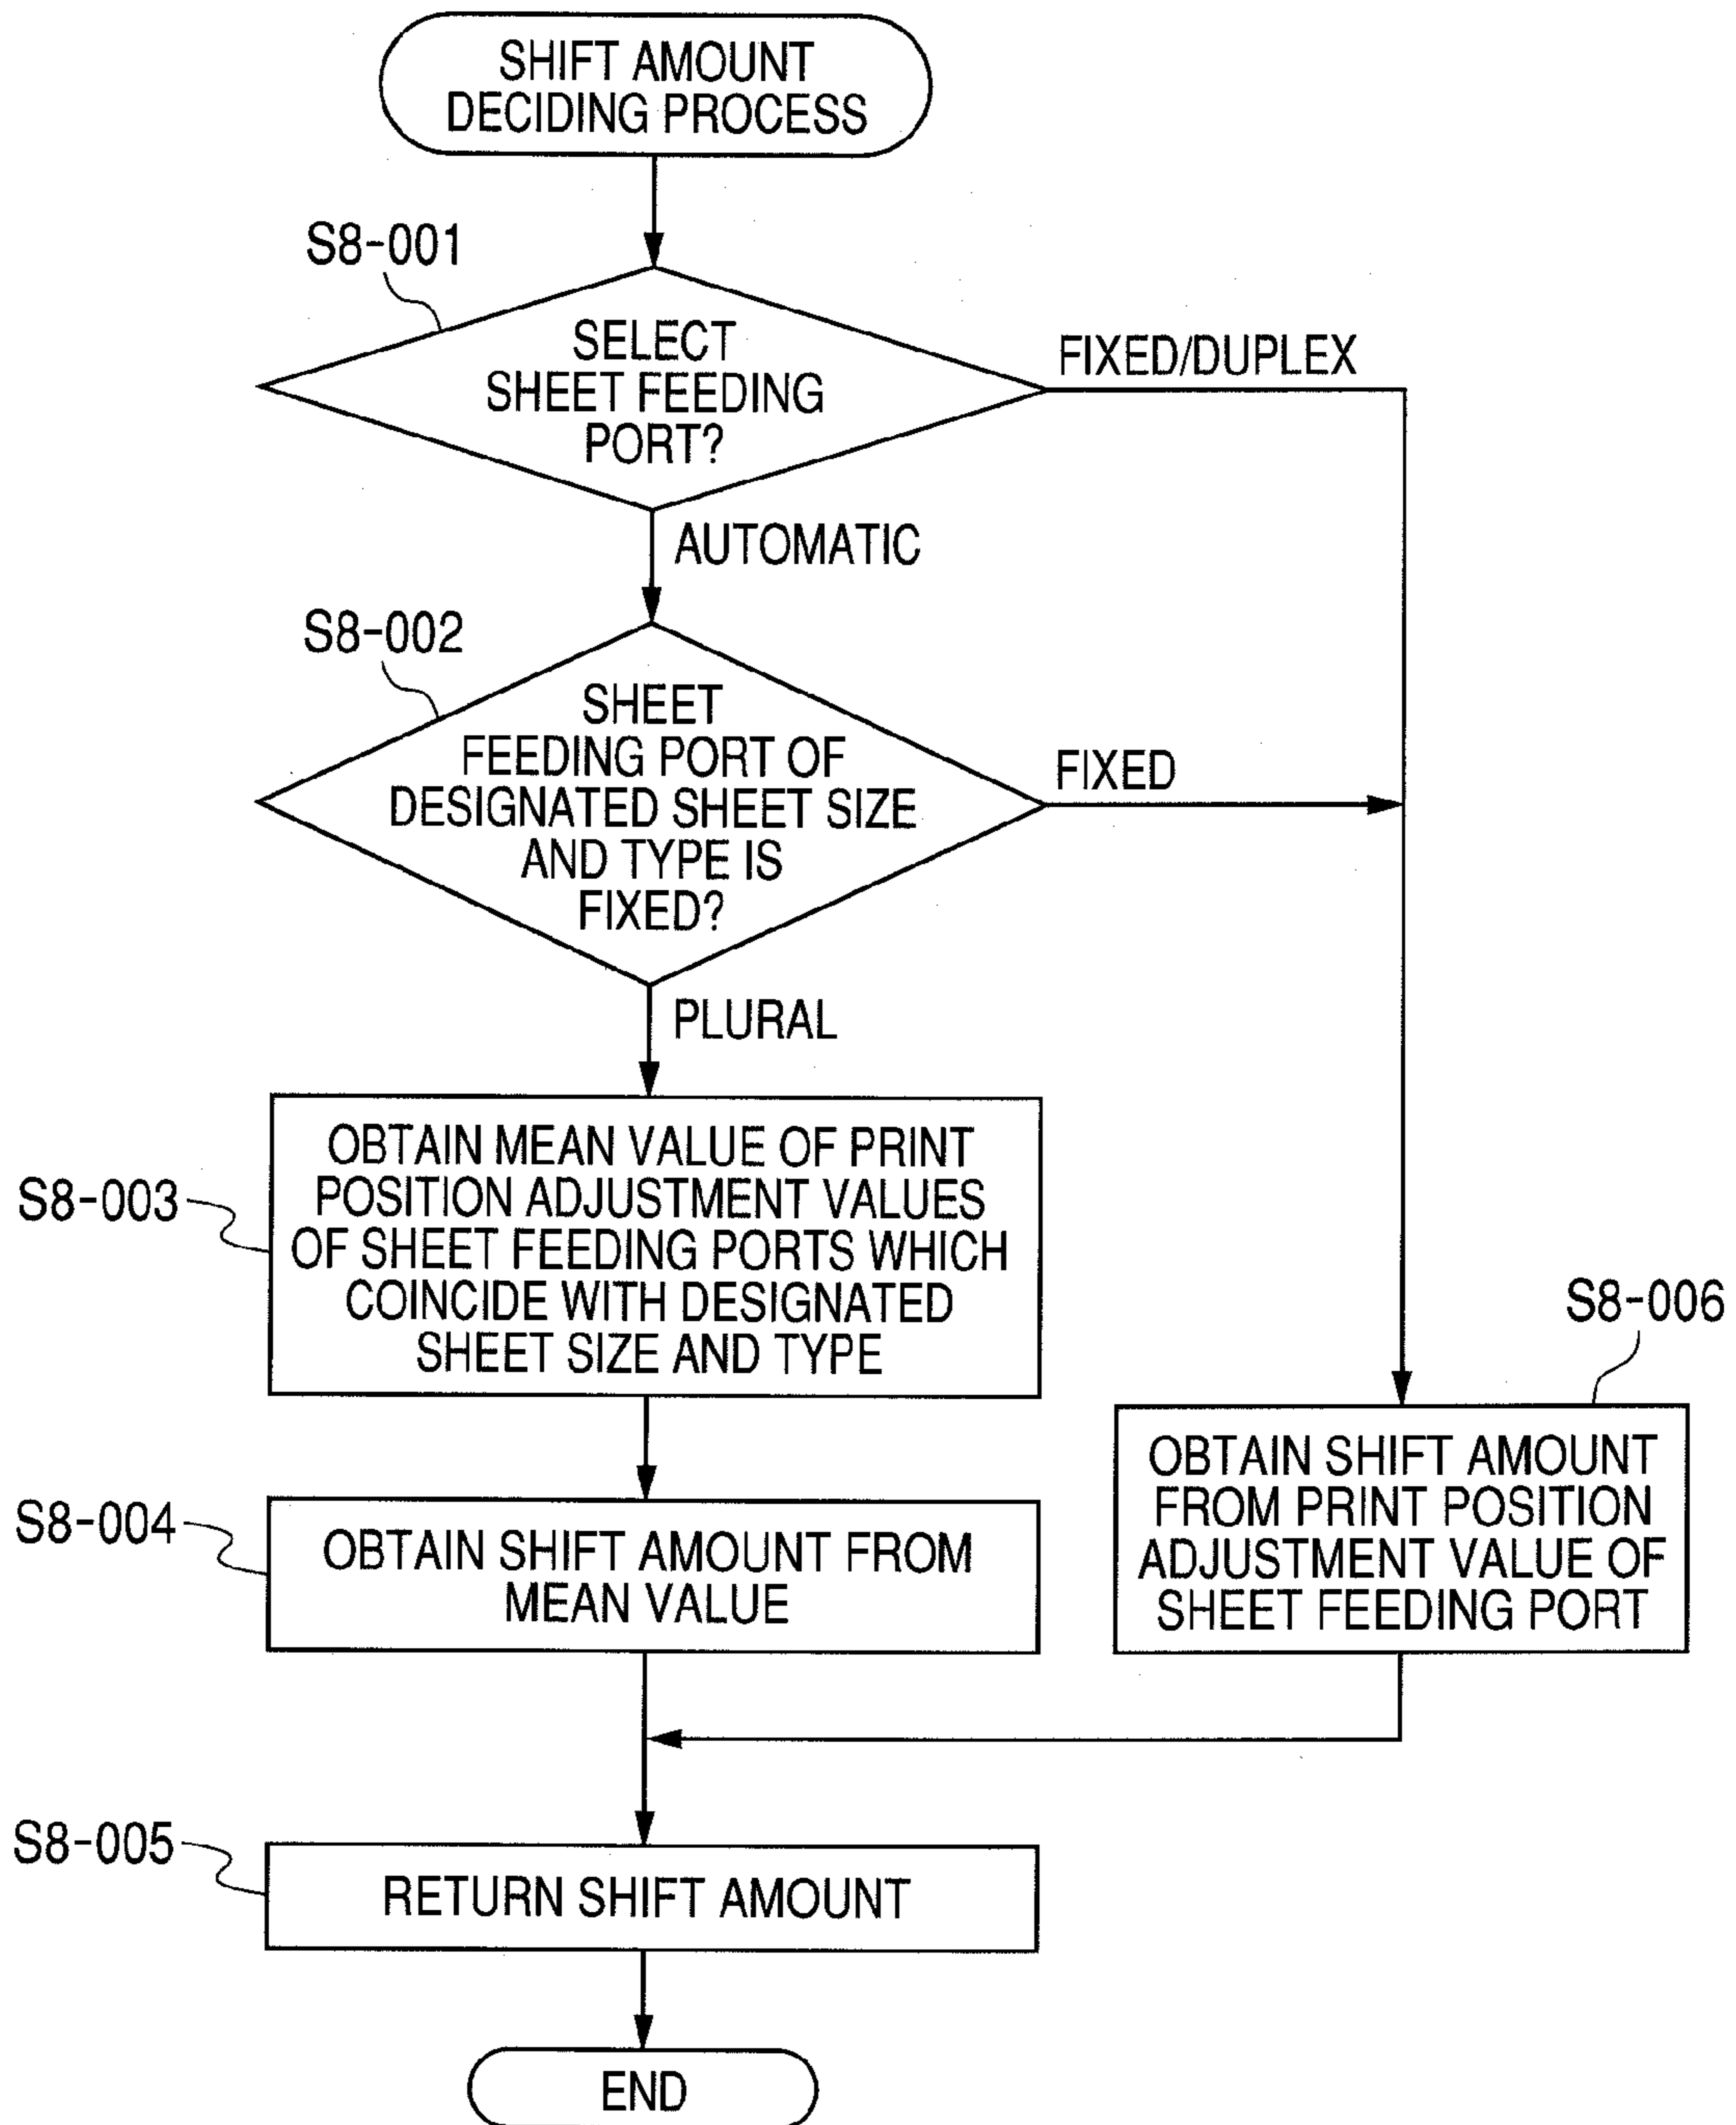 SHIFT AMOUNT
DECIDING PROCESS
S8-001
SELECT
SHEET FEEDING
PORT?
FIXED/DUPLEX
AUTOMATIC
S8-002
SHEET
FEEDING PORT OF
DESIGNATED SHEET SIZE
AND TYPE IS
FIXED?
FIXED
PLURAL
S8-003
OBTAIN MEAN VALUE OF PRINT
POSITION ADJUSTMENT VALUES
OF SHEET FEEDING PORTS WHICH
COINCIDE WITH DESIGNATED
SHEET SIZE AND TYPE
S8-006
OBTAIN SHIFT AMOUNT
FROM PRINT POSITION
ADJUSTMENT VALUE OF
SHEET FEEDING PORT
S8-004
OBTAIN SHIFT AMOUNT FROM
MEAN VALUE
S8-005
RETURN SHIFT AMOUNT
END